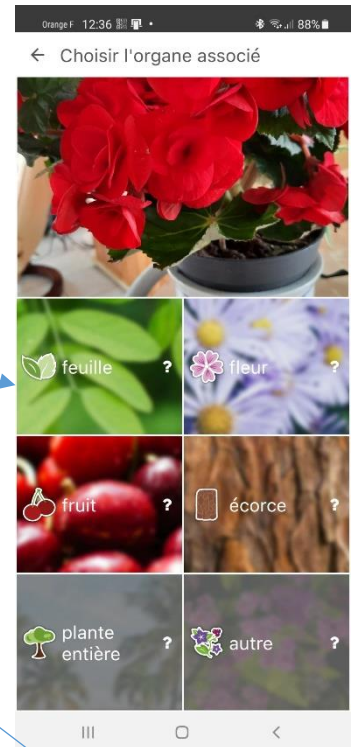 Orange F 12:36
88%
← Choisir l'organe associé
feuille ?
fleur ?
fruit ?
écorce ?
plante
entière ?
autre ?